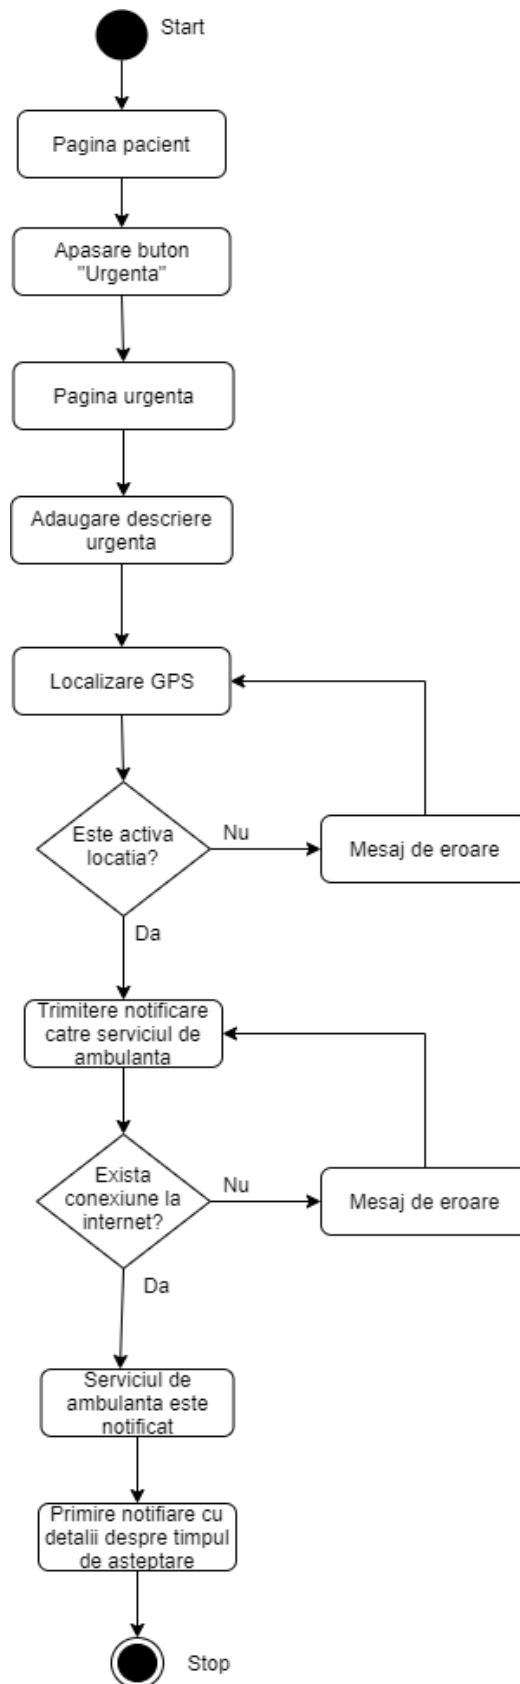 Start
Pagina pacient
Apasare buton
"Urgenta"
Pagina urgenta
Adaugare descriere
urgenta
Localizare GPS
Este activa
locatia?
Nu
Mesaj de eroare
Da
Trimitere notificare
catre serviciul de
ambulanta
Exista
conexiune la
internet?
Nu
Mesaj de eroare
Da
Serviciul de
ambulanta este
notificat
Primire notifiare cu
detalii despre timpul
de asteptare
Stop